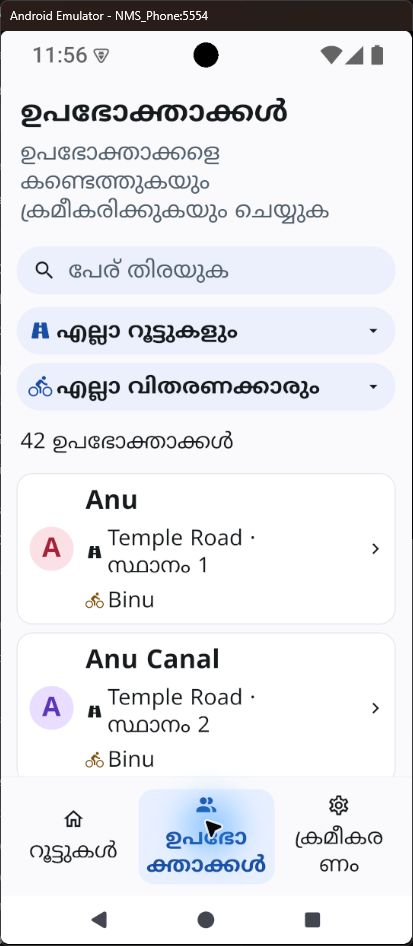 Android Emulator - NMS_Phone:5554
11:56
ഉപഭോക്താക്കൾ
ഉപഭോക്താക്കളെ
കണ്ടെത്തുകയും
ക്രമീകരിക്കുകയും ചെയ്യുക
പേര് തിരയുക
എല്ലാ റൂട്ടുകളും
എല്ലാ വിതരണക്കാരും
42 ഉപഭോക്താക്കൾ
Anu
A
Temple Road ·
സ്ഥാനം 1
Binu
Anu Canal
A
Temple Road ·
സ്ഥാനം 2
Binu
റൂട്ടുകൾ
ഉപഭോ
ക്താക്കൾ
ക്രമീകര
ണം